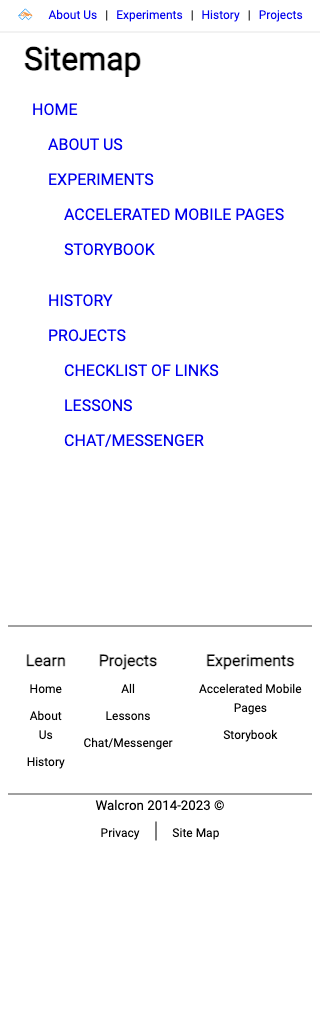 About Us | Experiments | History | Projects
Sitemap
HOME
ABOUT US
EXPERIMENTS
ACCELERATED MOBILE PAGES
STORYBOOK
HISTORY
PROJECTS
CHECKLIST OF LINKS
LESSONS
CHAT/MESSENGER
Learn
Home
About
Us
History
Projects
All
Lessons
Chat/Messenger
Experiments
Accelerated Mobile
Pages
Storybook
Walcron 2014-2023 ©
Privacy | Site Map